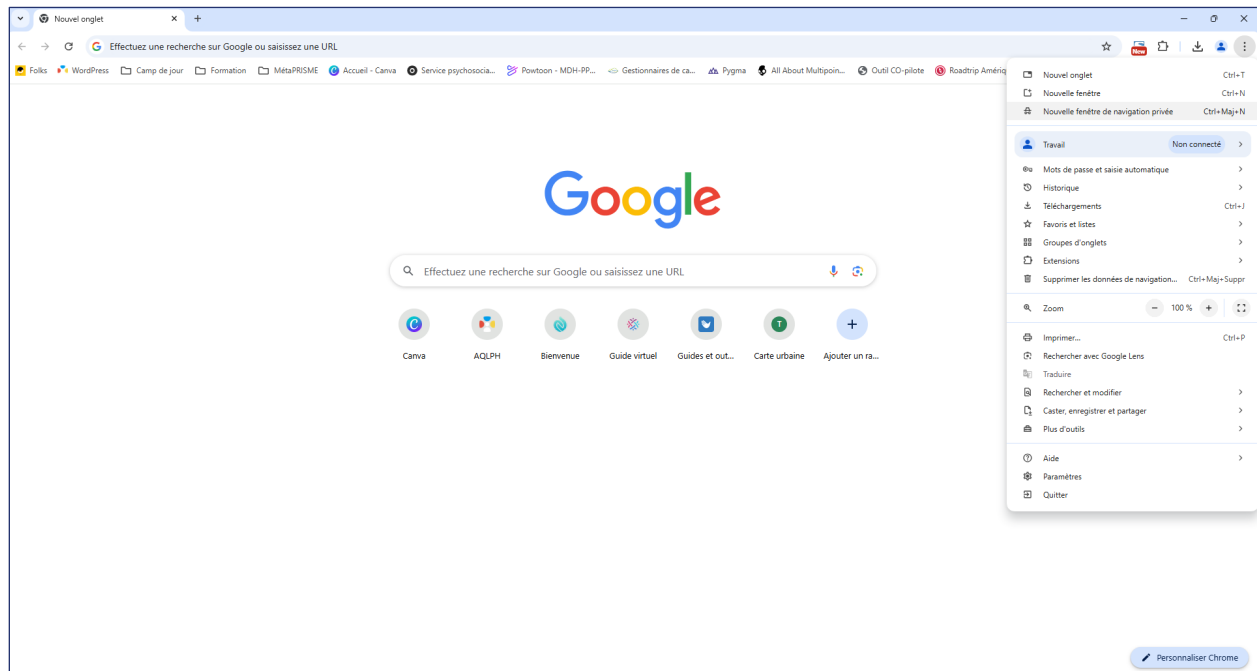 Nouvel onglet
Effectuez une recherche sur Google ou saisissez une URL
New
Folks WordPress Camp de jour Formation MétaPRISME Accueil - Canva Service psychosocia... Powtoon - MDH-PP... Gestionnaires de ca... Pygma All About Multipoin... Outil CO-pilote Roadtrip Amériq
Nouvel onglet Ctrl+T
Nouvelle fenêtre Ctrl+N
Nouvelle fenêtre de navigation privée Ctrl+Maj+N
Travail Non connecté
Mots de passe et saisie automatique
Historique
Téléchargements Ctrl+J
Favoris et listes
Groupes d'onglets
Extensions
Supprimer les données de navigation... Ctrl+Maj+Suppr
Zoom 100 %
Imprimer... Ctrl+P
Rechercher avec Google Lens
Traduire
Rechercher et modifier
Caster, enregistrer et partager
Plus d'outils
Aide
Paramètres
Quitter
Google
Effectuez une recherche sur Google ou saisissez une URL
T
Canva AQLPH Bienvenue Guide virtuel Guides et out... Carte urbaine Ajouter un ra...
Personnaliser Chrome